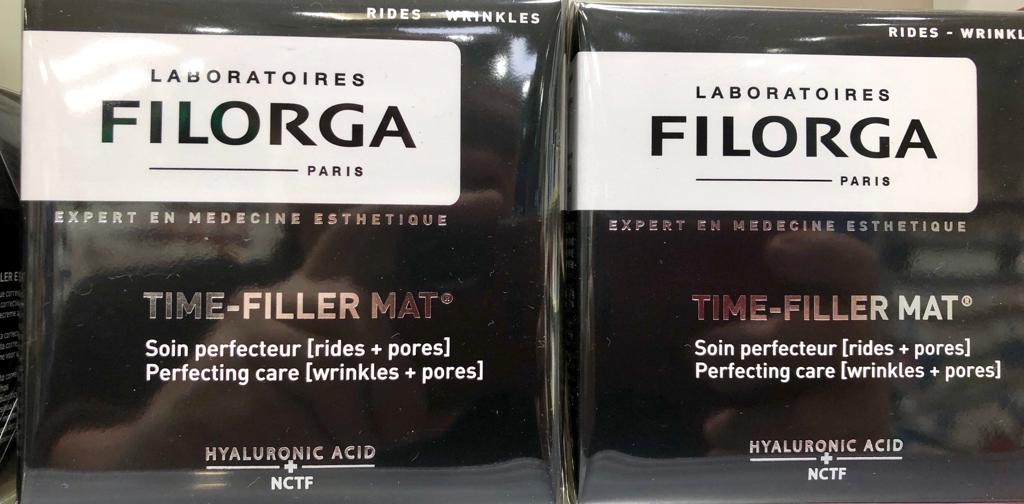 RIDES - WRINKLES
LABORATOIRES
FILORGA
PARIS
EXPERT EN MEDECINE ESTHETIQUE
TIME-FILLER MAT®
Soin perfecteur [rides + pores]
Perfecting care [wrinkles + pores]
HYALURONIC ACID
+
NCTF
RIDES - WRINKL
LABORATOIRES
FILORGA
PARIS
EXPERT EN MEDECINE ESTHETIQUE
TIME-FILLER MAT®
Soin perfecteur [rides + pores]
Perfecting care [wrinkles + pores]
HYALURONIC ACID
+
NCTF